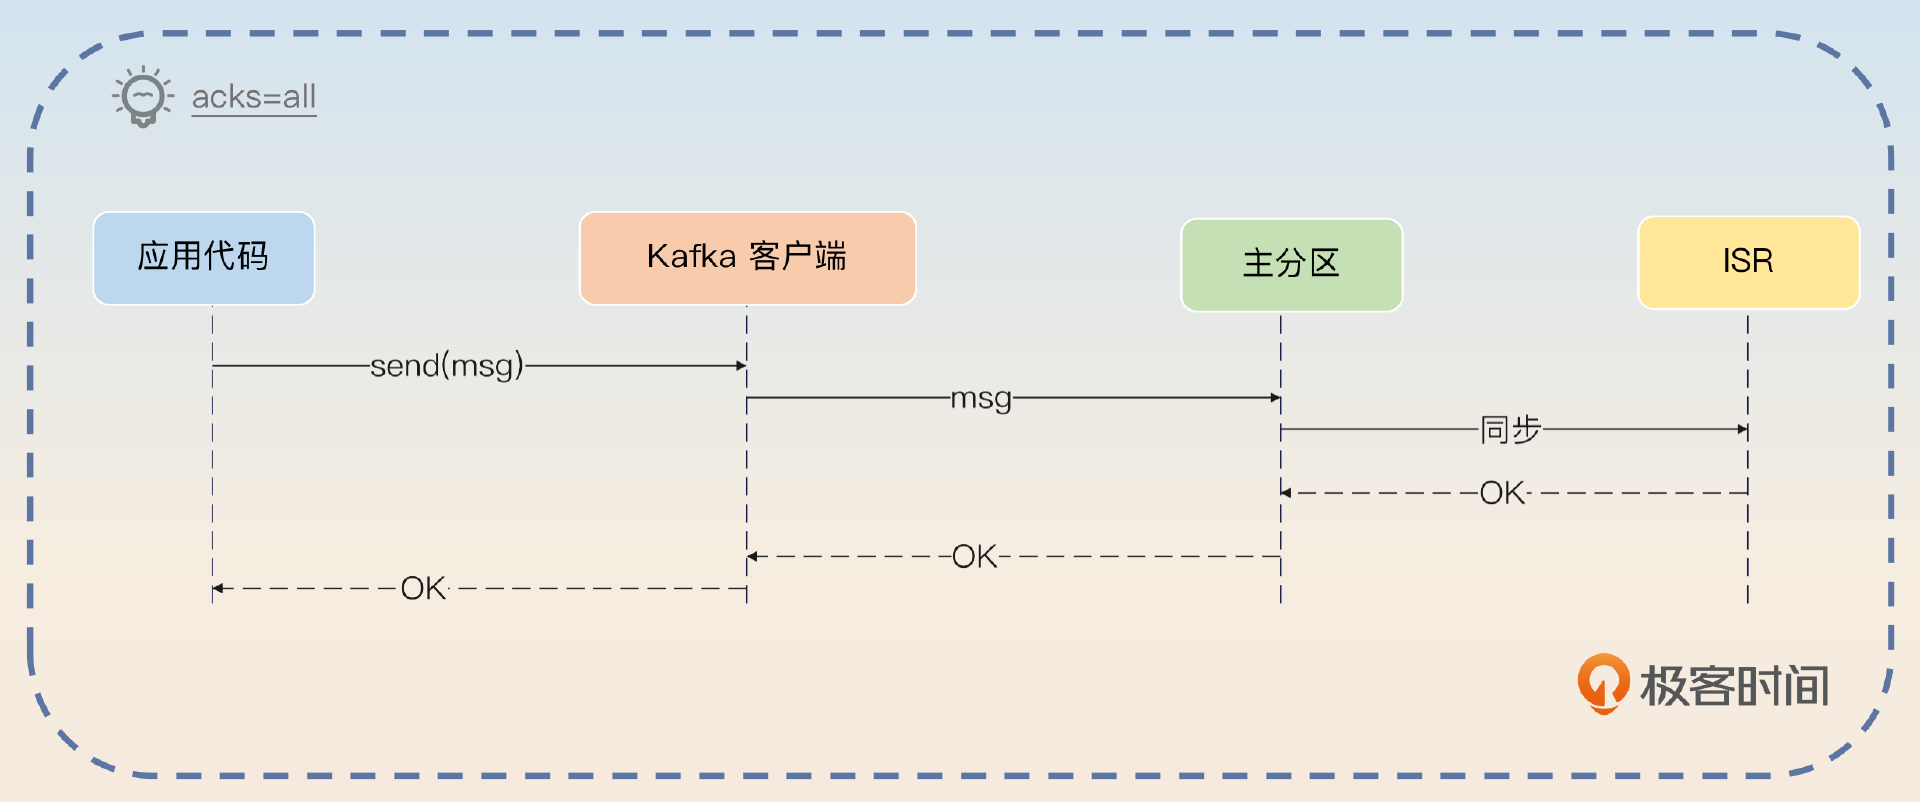 acks=all
应用代码
Kafka 客户端
主分区
ISR
send(msg)
msg
同步
OK
OK
OK
极客时间